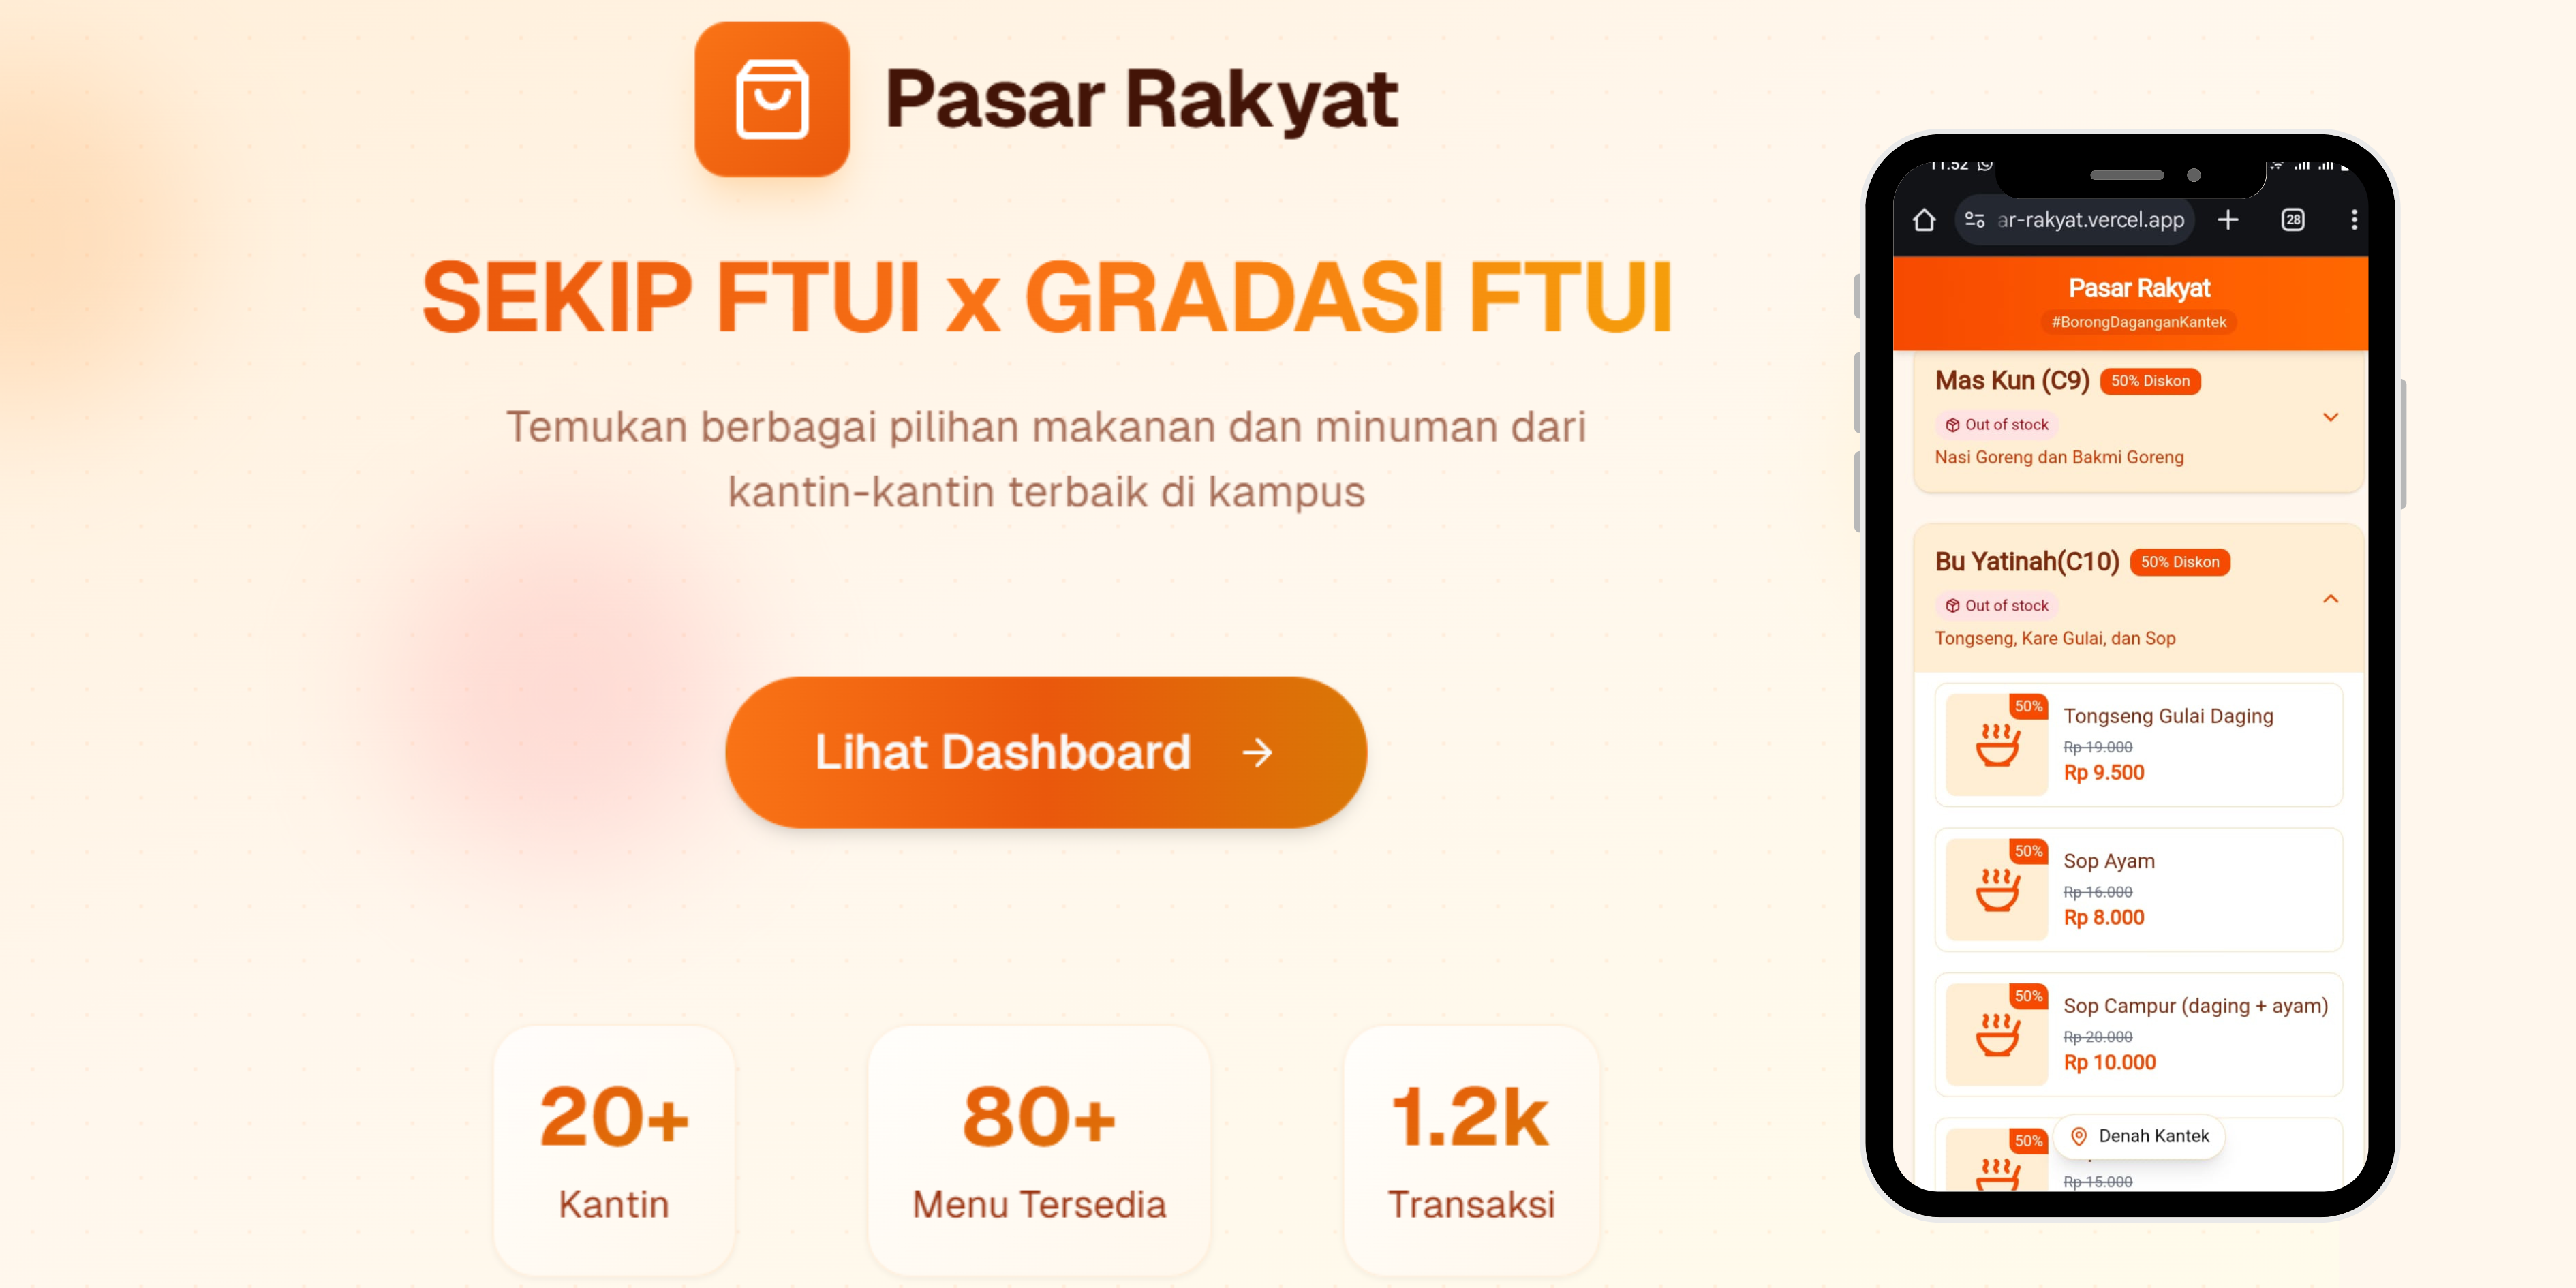 Pasar Rakyat
SEKIP FTUI x GRADASI FTUI
Temukan berbagai pilihan makanan dan minuman dari
kantin-kantin terbaik di kampus
Lihat Dashboard
20+
Kantin
80+
Menu Tersedia
1.2k
Transaksi
11.52
ar-rakyat.vercel.app
28
Pasar Rakyat
#BorongDaganganKantek
Mas Kun (C9) 50% Diskon
Out of stock
Nasi Goreng dan Bakmi Goreng
Bu Yatinah(C10) 50% Diskon
Out of stock
Tongseng, Kare Gulai, dan Sop
50%
Tongseng Gulai Daging
Rp 19.000
Rp 9.500
50%
Sop Ayam
Rp 16.000
Rp 8.000
50%
Sop Campur (daging + ayam)
Rp 20.000
Rp 10.000
50%
Denah Kantek
Rp 15.000